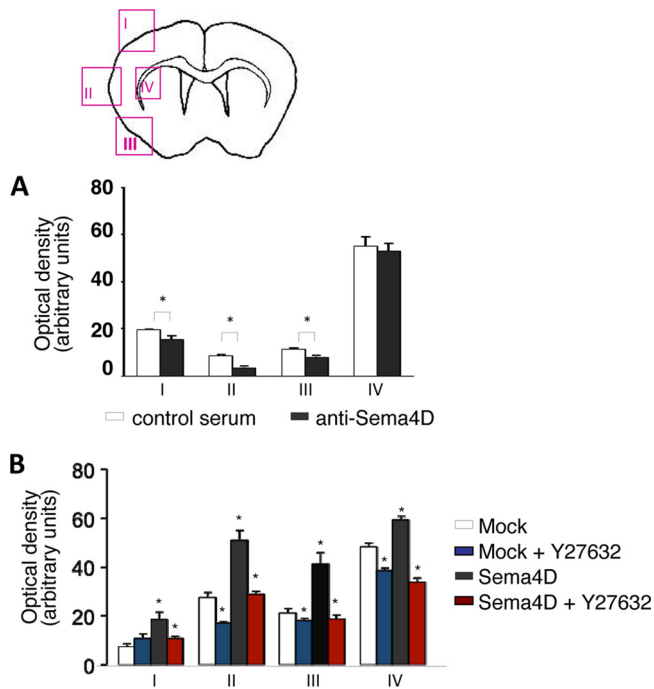 I
II
IV
III
A
Optical density
(arbitrary units)
80
60
40
20
0
* * *
I II III IV
control serum anti-Sema4D
B
Optical density
(arbitrary units)
80
60
40
20
0
* * * * * * * * * * *
I II III IV
Mock
Mock + Y27632
Sema4D
Sema4D + Y27632